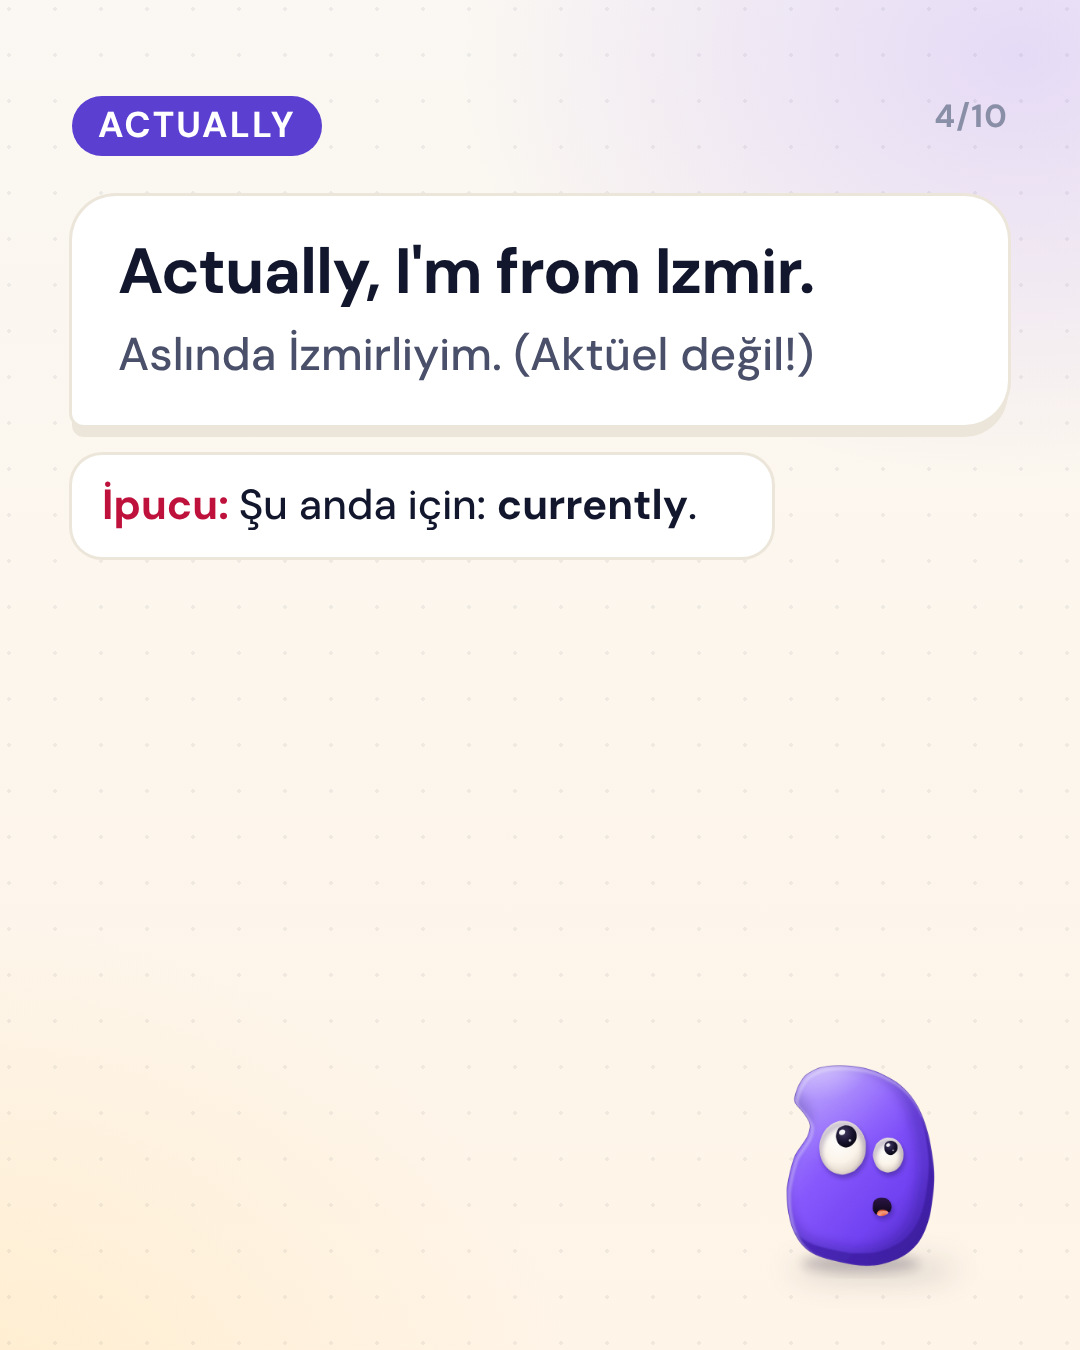 ACTUALLY
4/10
Actually, I'm from Izmir.
Aslında İzmirliyim. (Aktüel değil!)
İpucu: Şu anda için: currently.